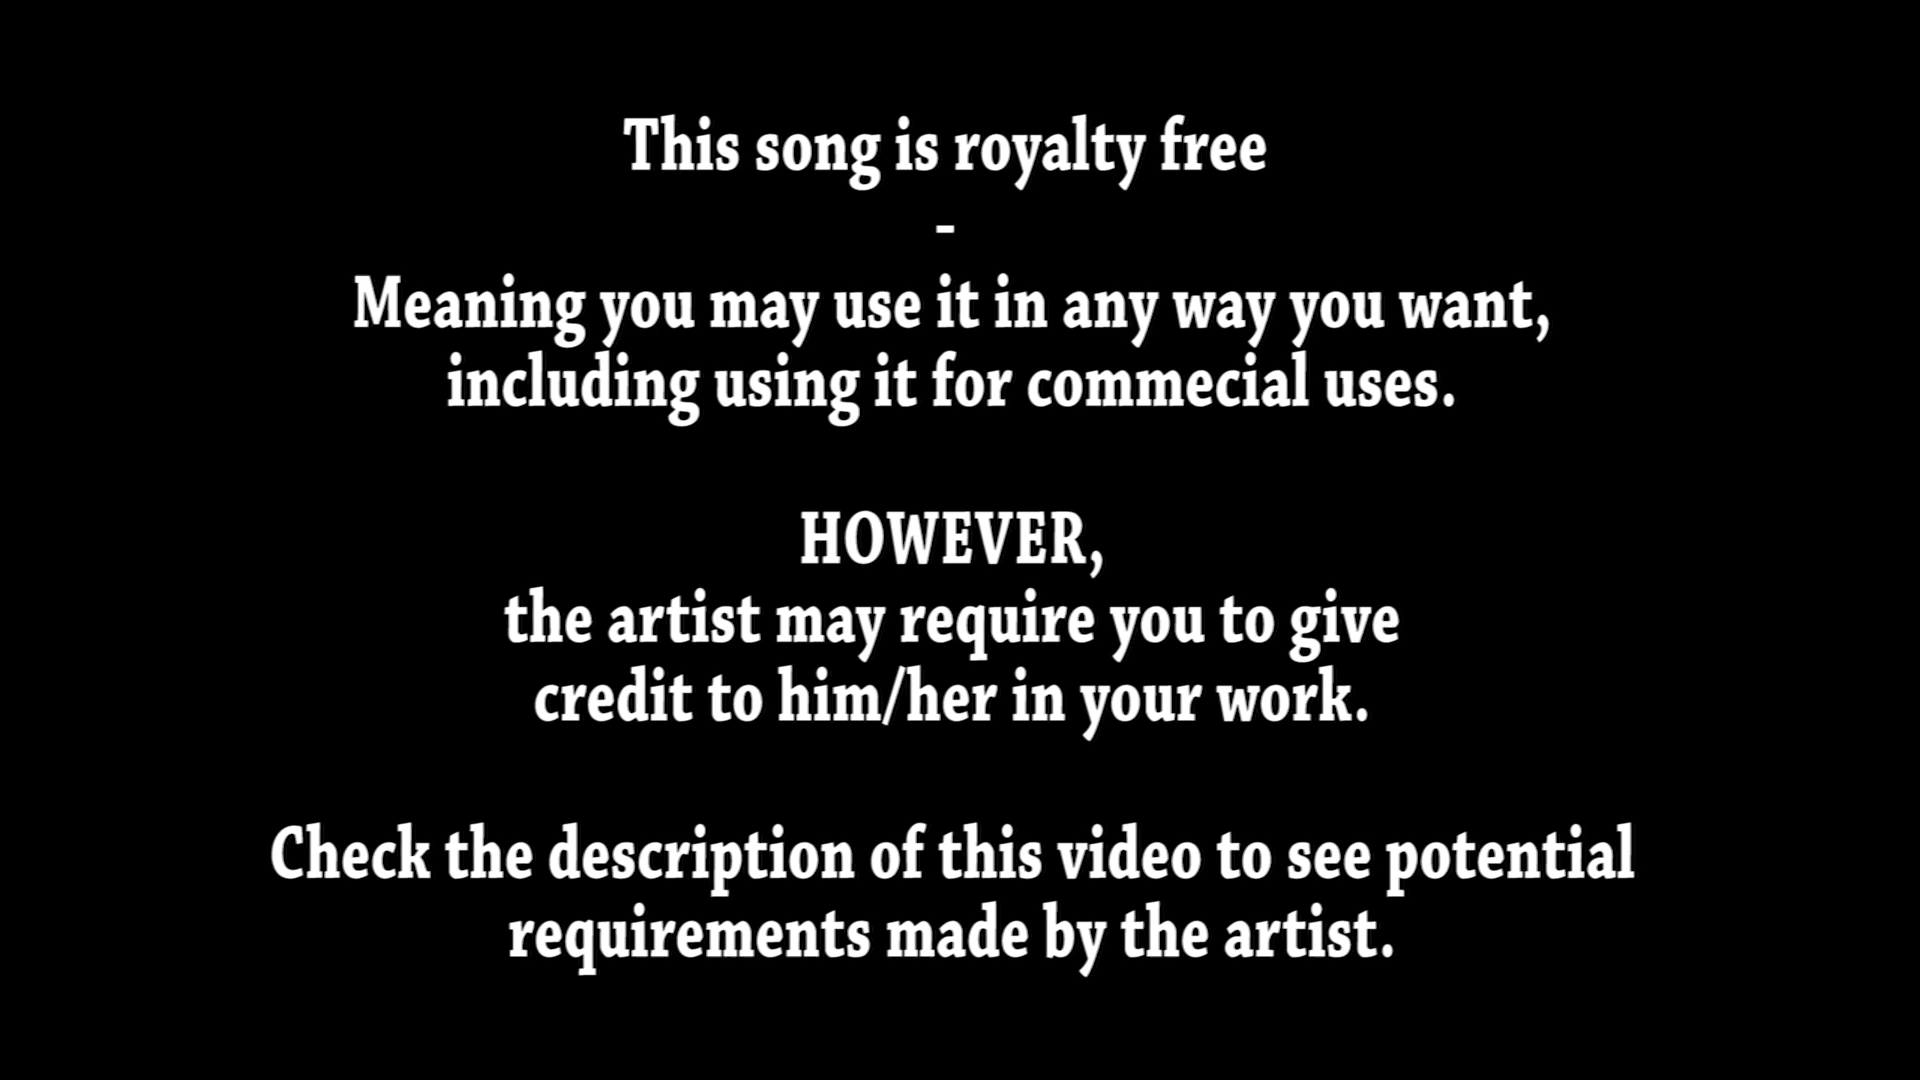 This song is royalty free
-
Meaning you may use it in any way you want,
including using it for commecial uses.
HOWEVER,
the artist may require you to give
credit to him/her in your work.
Check the description of this video to see potential
requirements made by the artist.